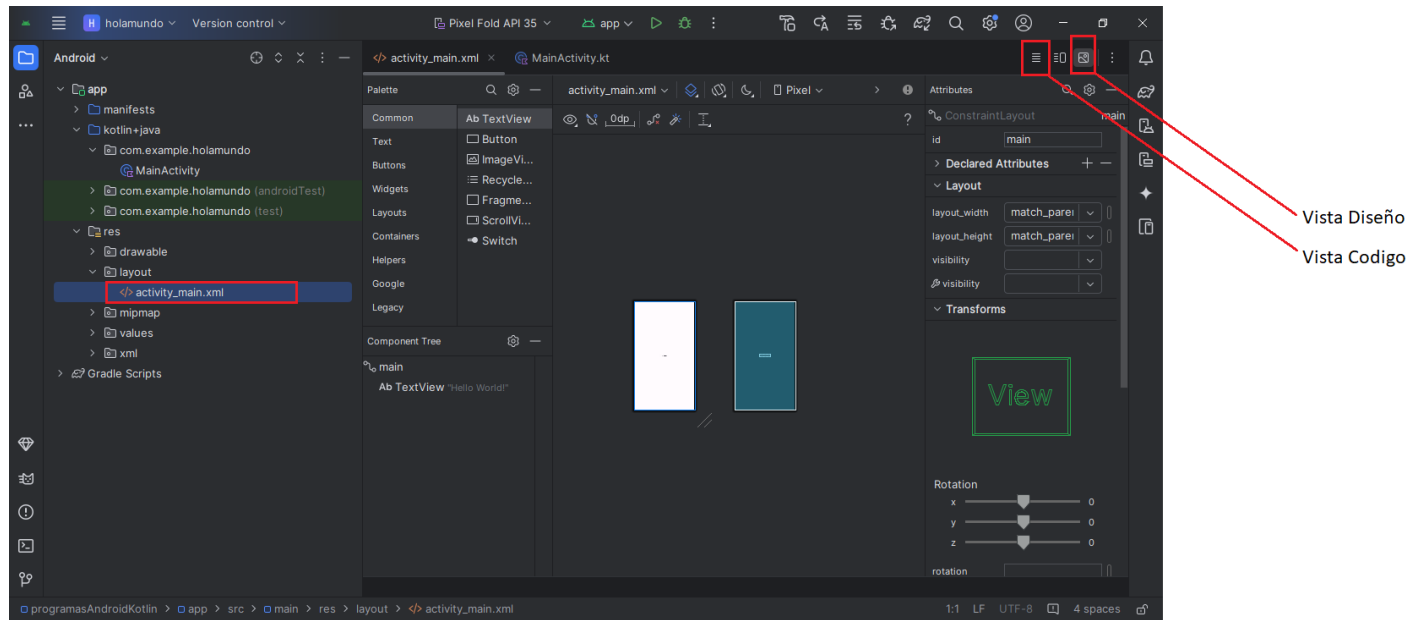 H holamundo Version control Pixel Fold API 35 app
Android
activity_main.xml MainActivity.kt
app
manifests
kotlin+java
com.example.holamundo
MainActivity
com.example.holamundo (androidTest)
com.example.holamundo (test)
res
drawable
layout
activity_main.xml
mipmap
values
xml
Gradle Scripts
Palette
Common
Text
Buttons
Widgets
Layouts
Containers
Helpers
Google
Legacy
Ab TextView
Button
ImageVi...
Recycle...
Fragme...
ScrollVi...
Switch
Component Tree
main
Ab TextView "Hello World!"
activity_main.xml Pixel
0dp ?
Attributes
ConstraintLayout main
id main
Declared Attributes
Layout
layout_width match_parei
layout_height match_parei
visibility
visibility
Transforms
View
Rotation
x 0
y 0
z 0
rotation
Vista Diseño
Vista Codigo
programasAndroidKotlin > app > src > main > res > layout > activity_main.xml 1:1 LF UTF-8 4 spaces